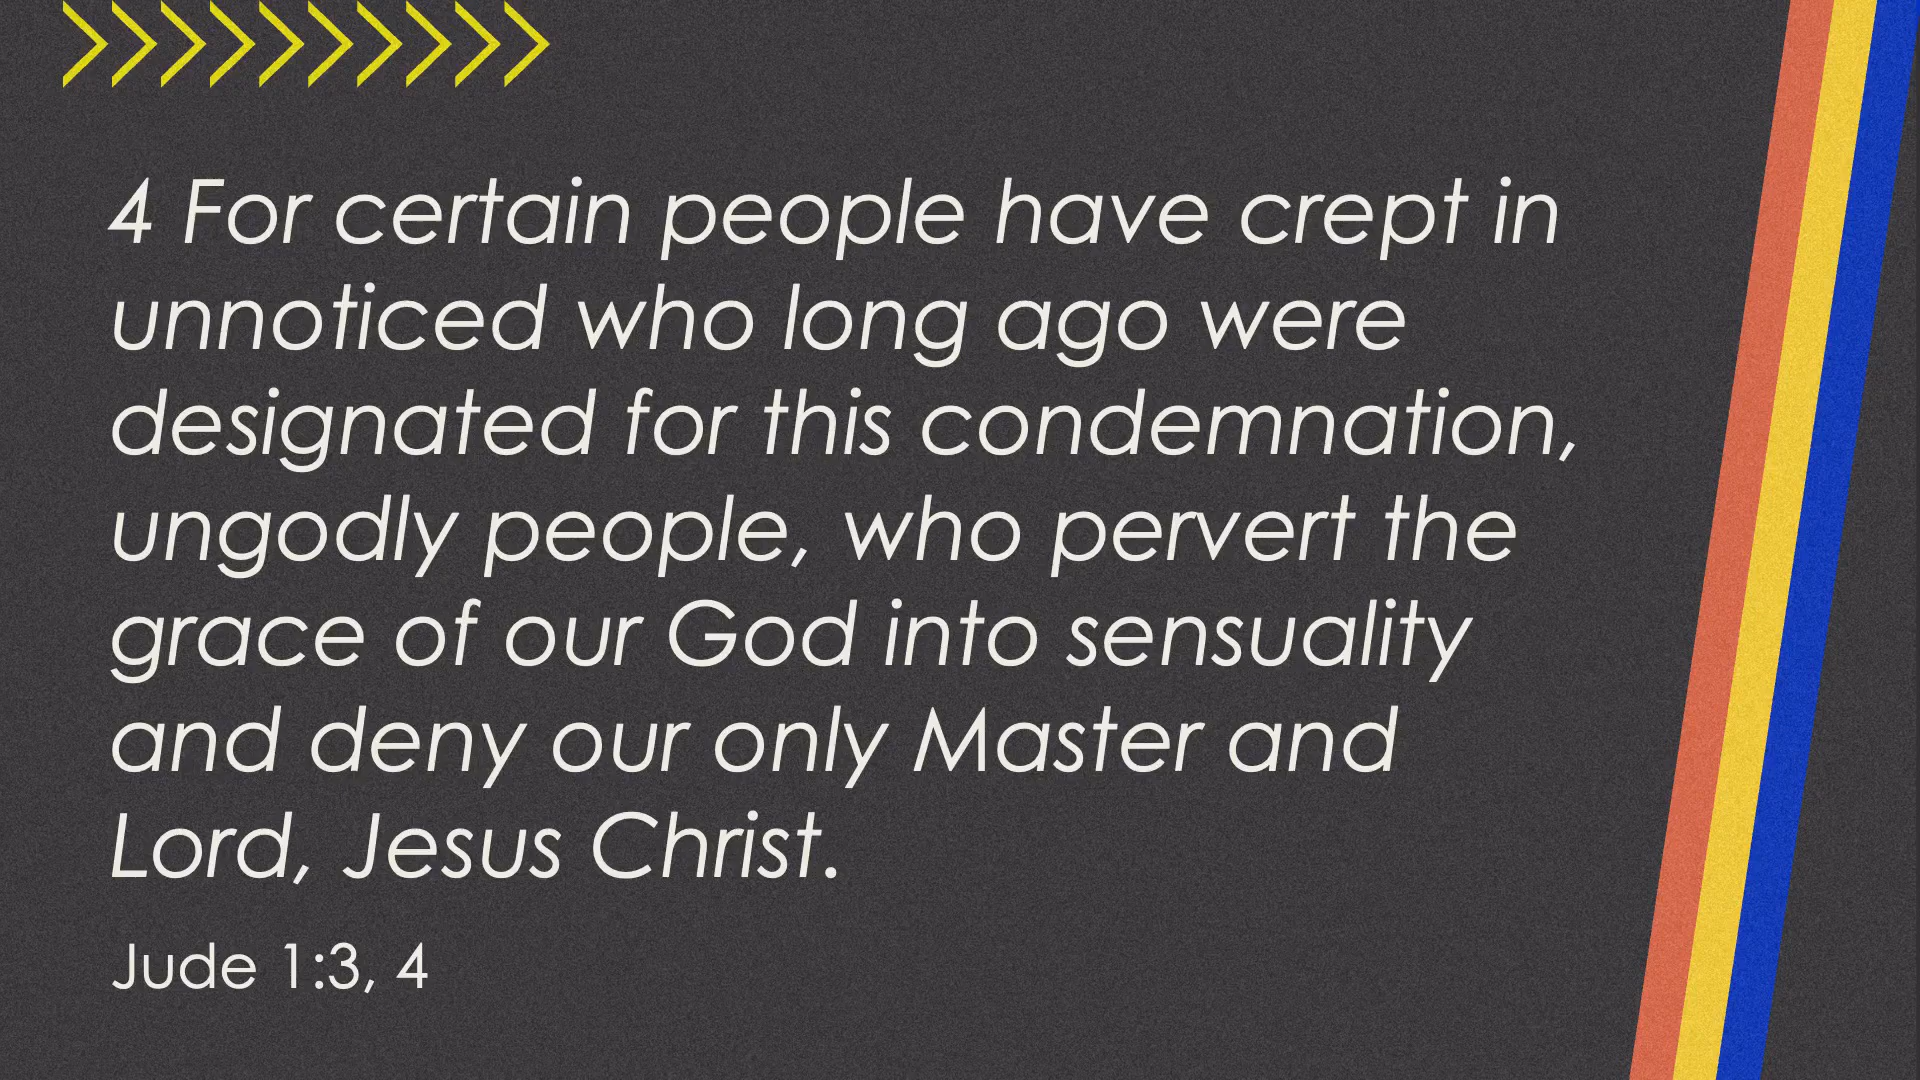 4 For certain people have crept in
unnoticed who long ago were
designated for this condemnation,
ungodly people, who pervert the
grace of our God into sensuality
and deny our only Master and
Lord, Jesus Christ.
Jude 1:3, 4